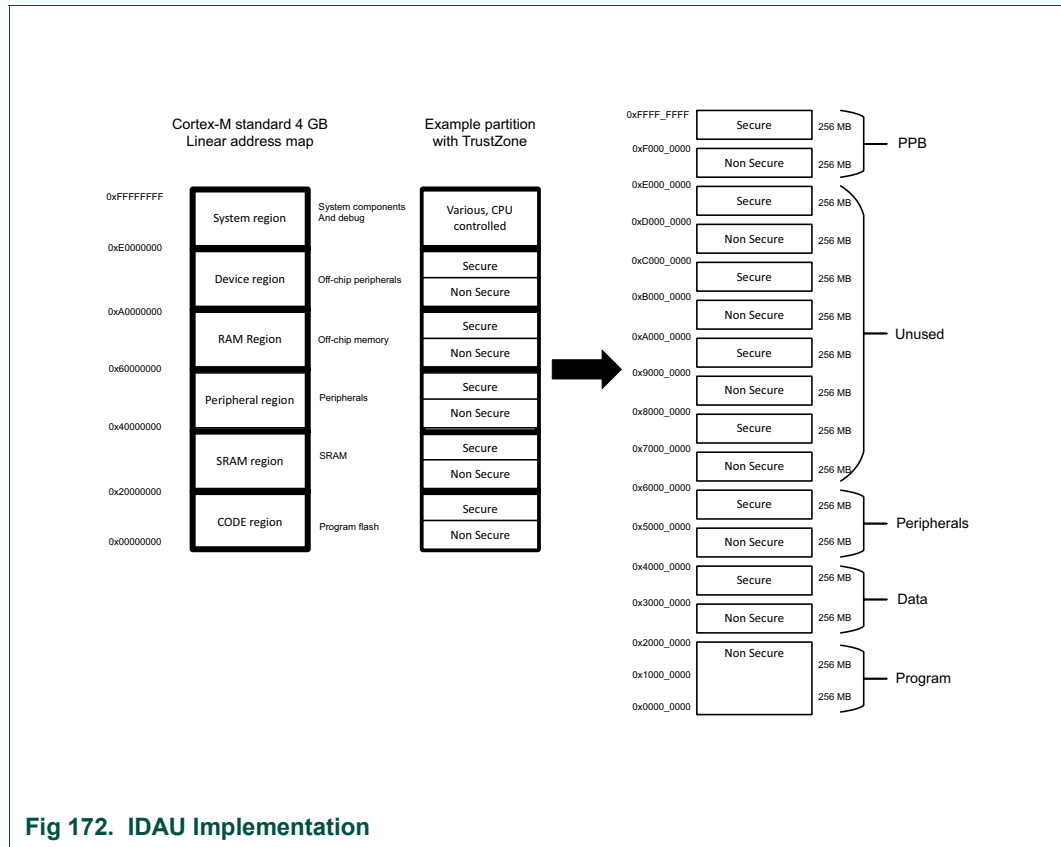 Cortex-M standard 4 GB
Linear address map
0xFFFFFFFF
System region
System components
And debug
0xE0000000
Device region
Off-chip peripherals
0xA0000000
RAM Region
Off-chip memory
0x60000000
Peripheral region
Peripherals
0x40000000
SRAM region
SRAM
0x20000000
CODE region
Program flash
0x00000000
Example partition
with TrustZone
Various, CPU
controlled
Secure
Non Secure
Secure
Non Secure
Secure
Non Secure
Secure
Non Secure
Secure
Non Secure
0xFFFF_FFFF
Secure
256 MB
PPB
0xF000_0000
Non Secure
256 MB
0xE000_0000
Secure
256 MB
0xD000_0000
Non Secure
256 MB
0xC000_0000
Secure
256 MB
0xB000_0000
Non Secure
256 MB
Unused
0xA000_0000
Secure
256 MB
0x9000_0000
Non Secure
256 MB
0x8000_0000
Secure
256 MB
0x7000_0000
Non Secure
256 MB
0x6000_0000
Secure
256 MB
Peripherals
0x5000_0000
Non Secure
256 MB
0x4000_0000
Secure
256 MB
Data
0x3000_0000
Non Secure
256 MB
0x2000_0000
Non Secure
256 MB
0x1000_0000
Program
256 MB
0x0000_0000
Fig 172. IDAU Implementation